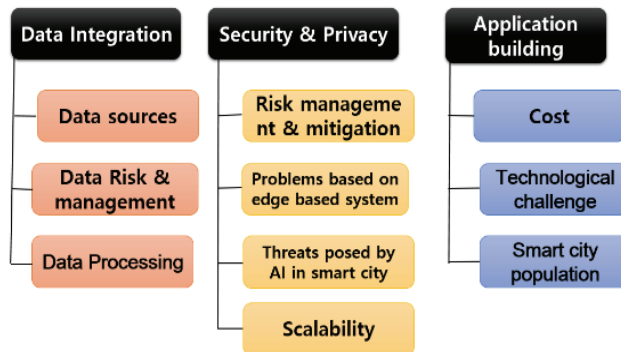 Data Integration
Data sources
Data Risk &
management
Data Processing
Security & Privacy
Risk manageme
nt & mitigation
Problems based on
edge based system
Threats posed by
AI in smart city
Scalability
Application
building
Cost
Technological
challenge
Smart city
population